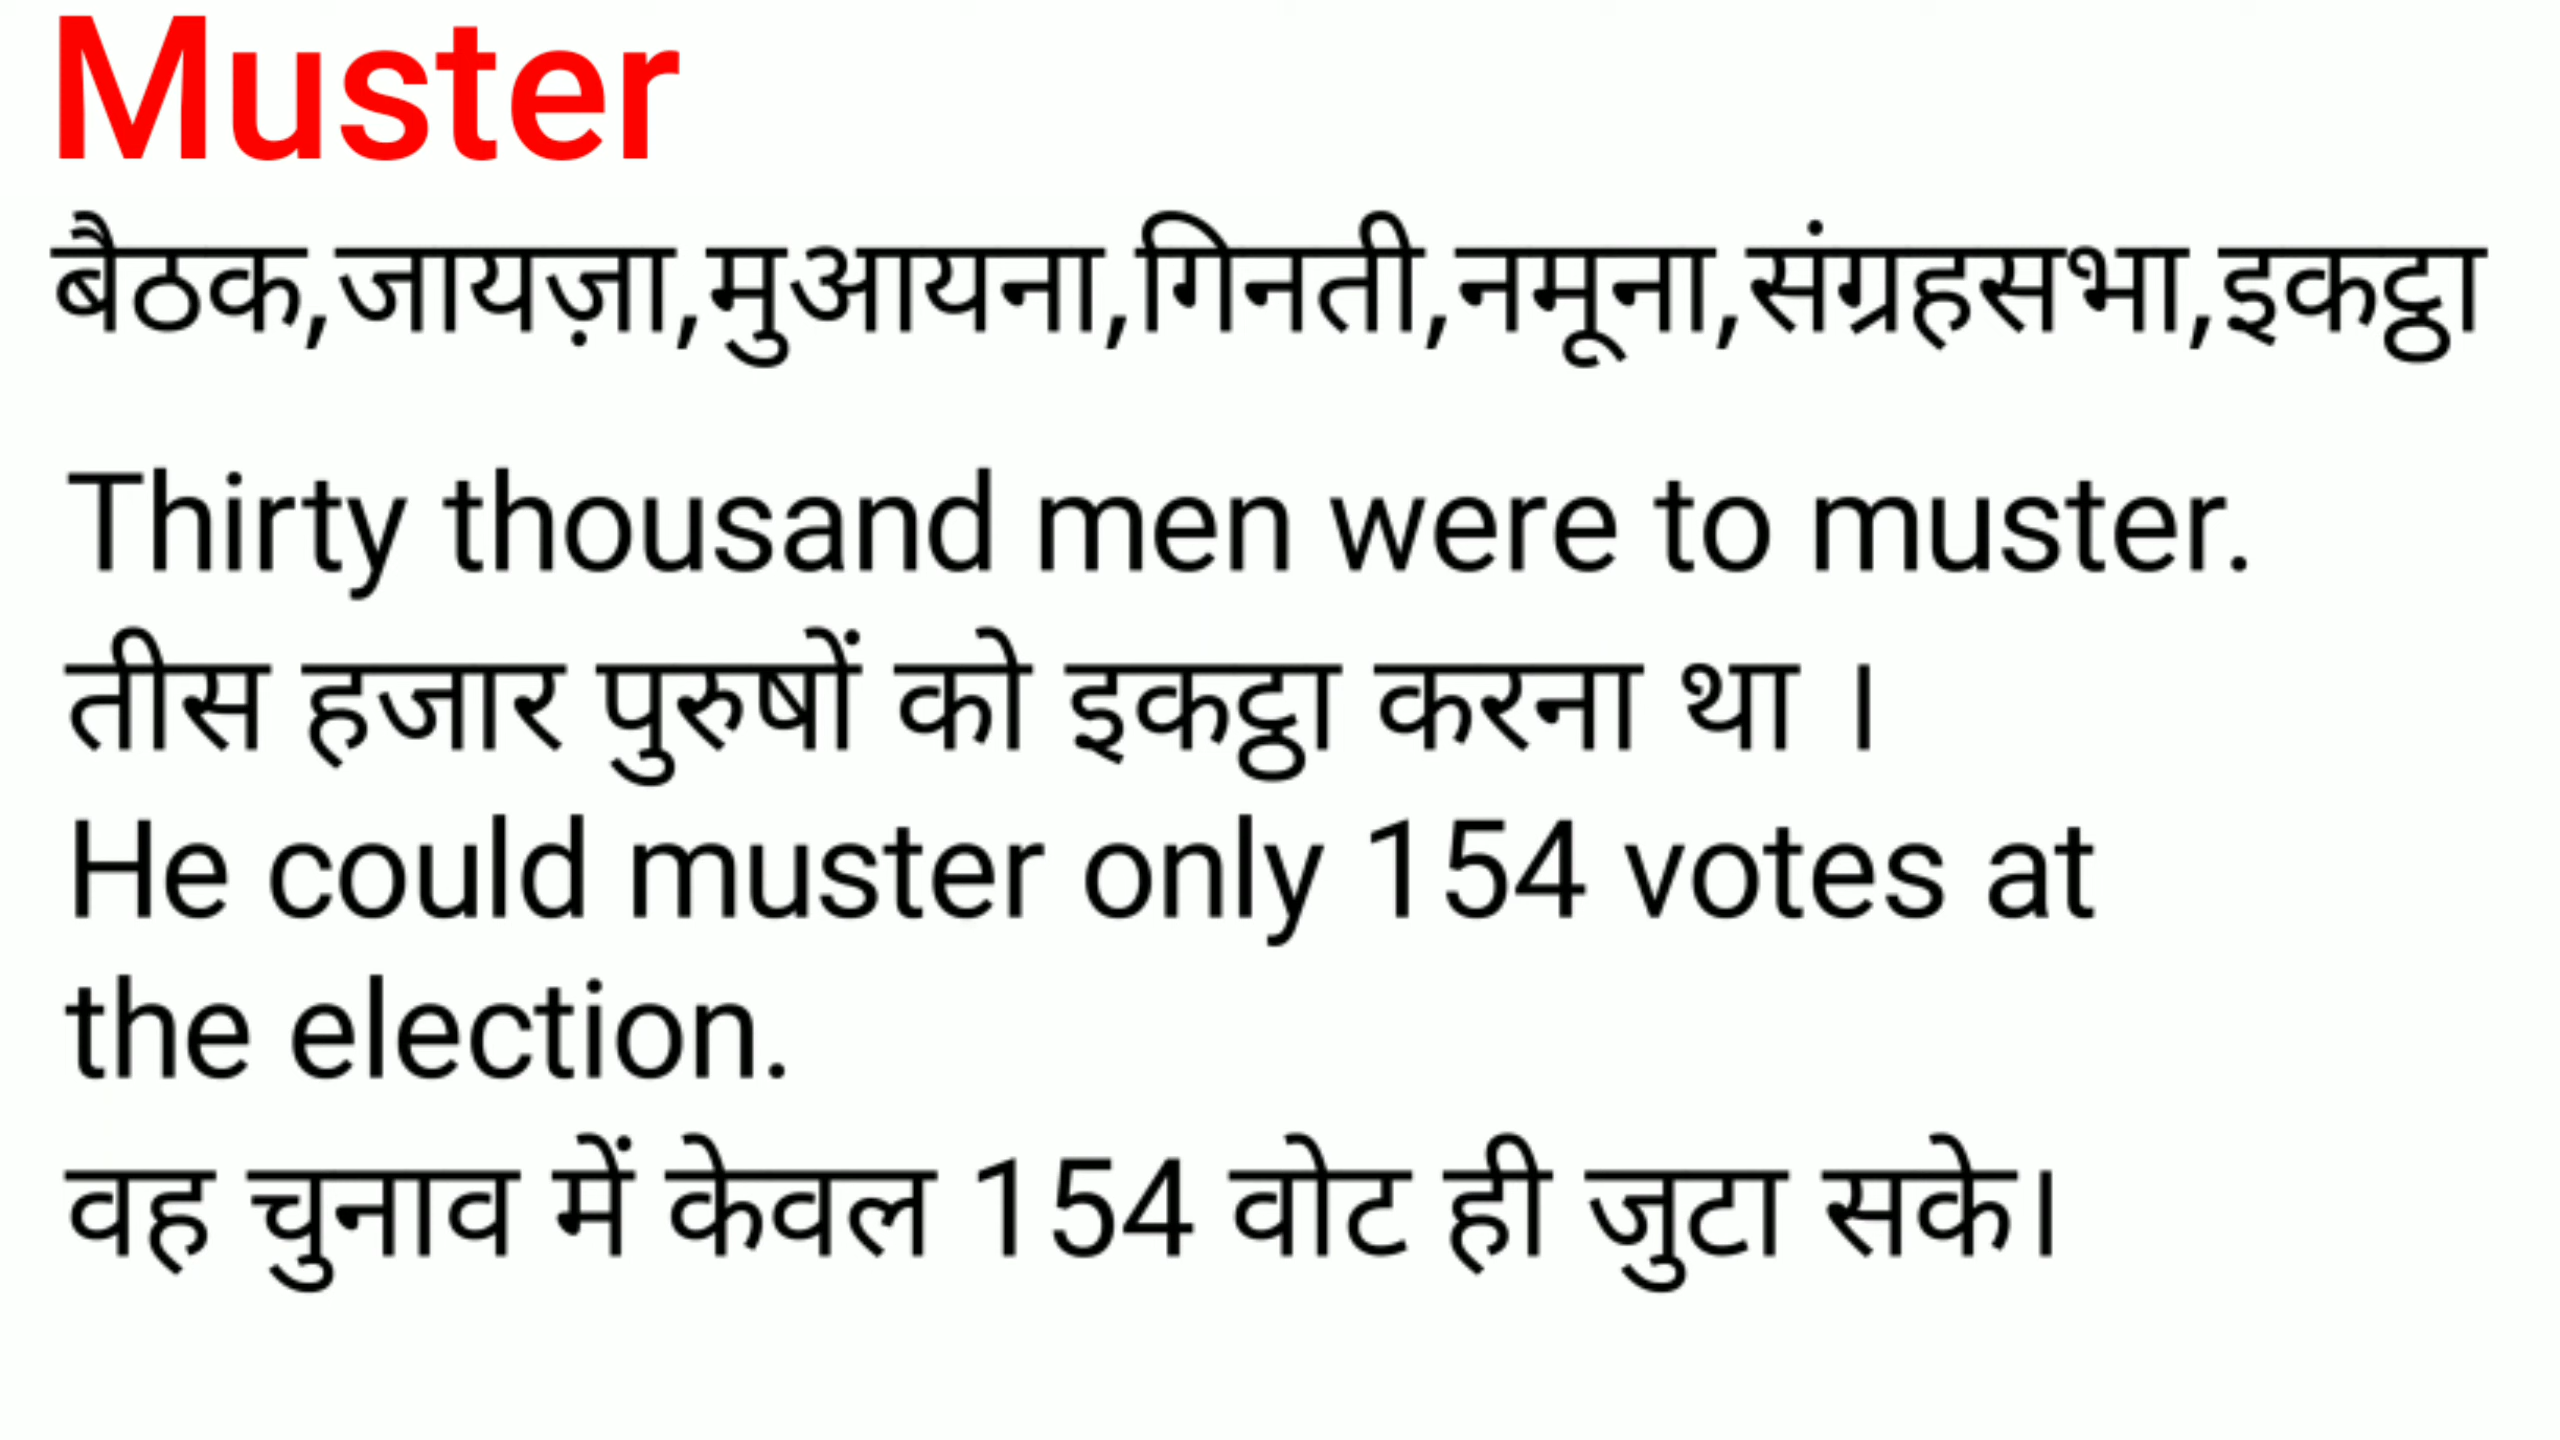 Muster
बैठक,जायज़ा,मुआयना,गिनती,नमूना,संग्रहसभा,इकट्ठा
Thirty thousand men were to muster.
तीस हजार पुरुषों को इकट्ठा करना था ।
He could muster only 154 votes at
the election.
वह चुनाव में केवल 154 वोट ही जुटा सके।